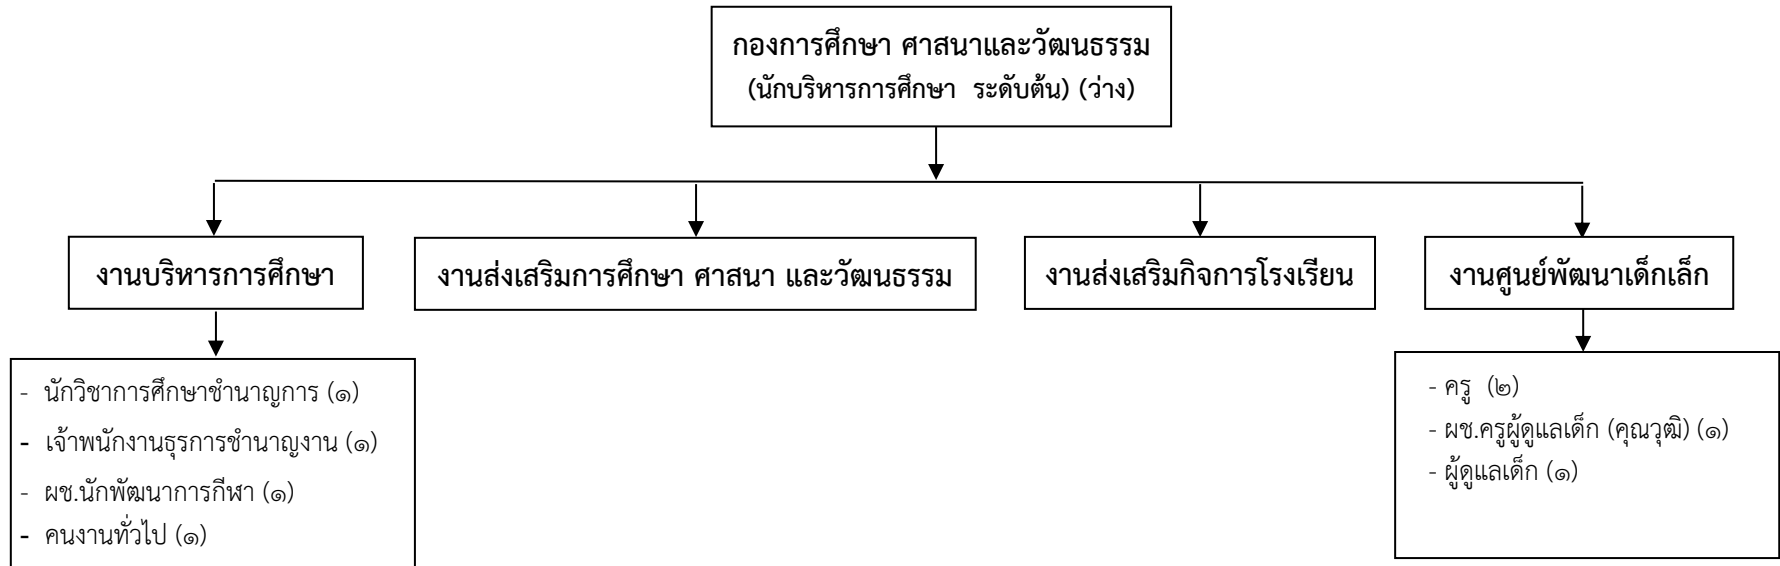 กองการศึกษา ศาสนาและวัฒนธรรม
(นักบริหารการศึกษา ระดับต้น) (ว่าง)
งานบริหารการศึกษา
งานส่งเสริมการศึกษา ศาสนา และวัฒนธรรม
งานส่งเสริมกิจการโรงเรียน
งานศูนย์พัฒนาเด็กเล็ก
- นักวิชาการศึกษาชำนาญการ (๑)
- เจ้าพนักงานธุรการชำนาญงาน (๑)
- ผช.นักพัฒนาการกีฬา (๑)
- คนงานทั่วไป (๑)
- ครู (๒)
- ผช.ครูผู้ดูแลเด็ก (คุณวุฒิ) (๑)
- ผู้ดูแลเด็ก (๑)